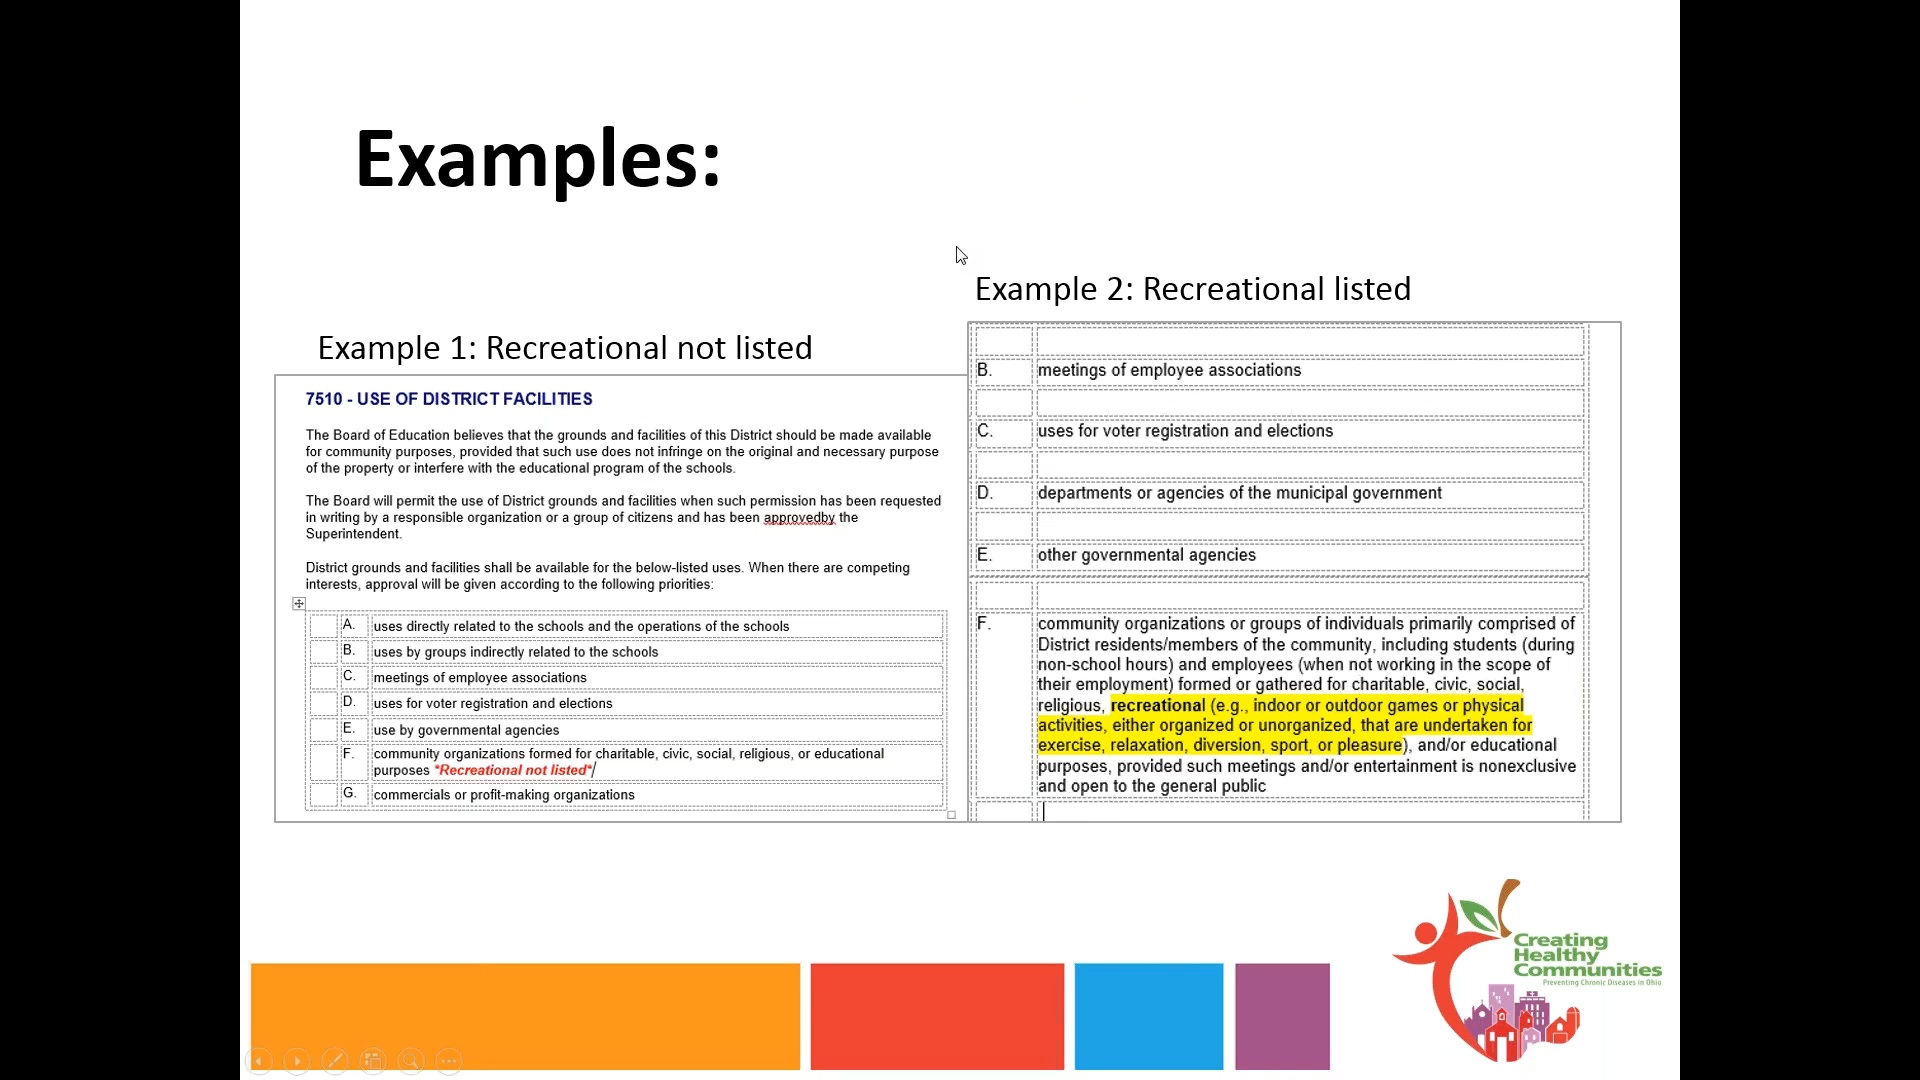 Examples:
Example 1: Recreational not listed
7510 - USE OF DISTRICT FACILITIES
The Board of Education believes that the grounds and facilities of this District should be made available
for community purposes, provided that such use does not infringe on the original and necessary purpose
of the property or interfere with the educational program of the schools.
The Board will permit the use of District grounds and facilities when such permission has been requested
in writing by a responsible organization or a group of citizens and has been approvedby the
Superintendent.
District grounds and facilities shall be available for the below-listed uses. When there are competing
interests, approval will be given according to the following priorities:
A. uses directly related to the schools and the operations of the schools
B. uses by groups indirectly related to the schools
C. meetings of employee associations
D. uses for voter registration and elections
E. use by governmental agencies
F. community organizations formed for charitable, civic, social, religious, or educational
purposes *Recreational not listed*
G. commercials or profit-making organizations
Example 2: Recreational listed
B. meetings of employee associations
C. uses for voter registration and elections
D. departments or agencies of the municipal government
E. other governmental agencies
F. community organizations or groups of individuals primarily comprised of
District residents/members of the community, including students (during
non-school hours) and employees (when not working in the scope of
their employment) formed or gathered for charitable, civic, social,
religious, recreational (e.g., indoor or outdoor games or physical
activities, either organized or unorganized, that are undertaken for
exercise, relaxation, diversion, sport, or pleasure), and/or educational
purposes, provided such meetings and/or entertainment is nonexclusive
and open to the general public
Creating
Healthy
Communities
Preventing Chronic Diseases in Ohio